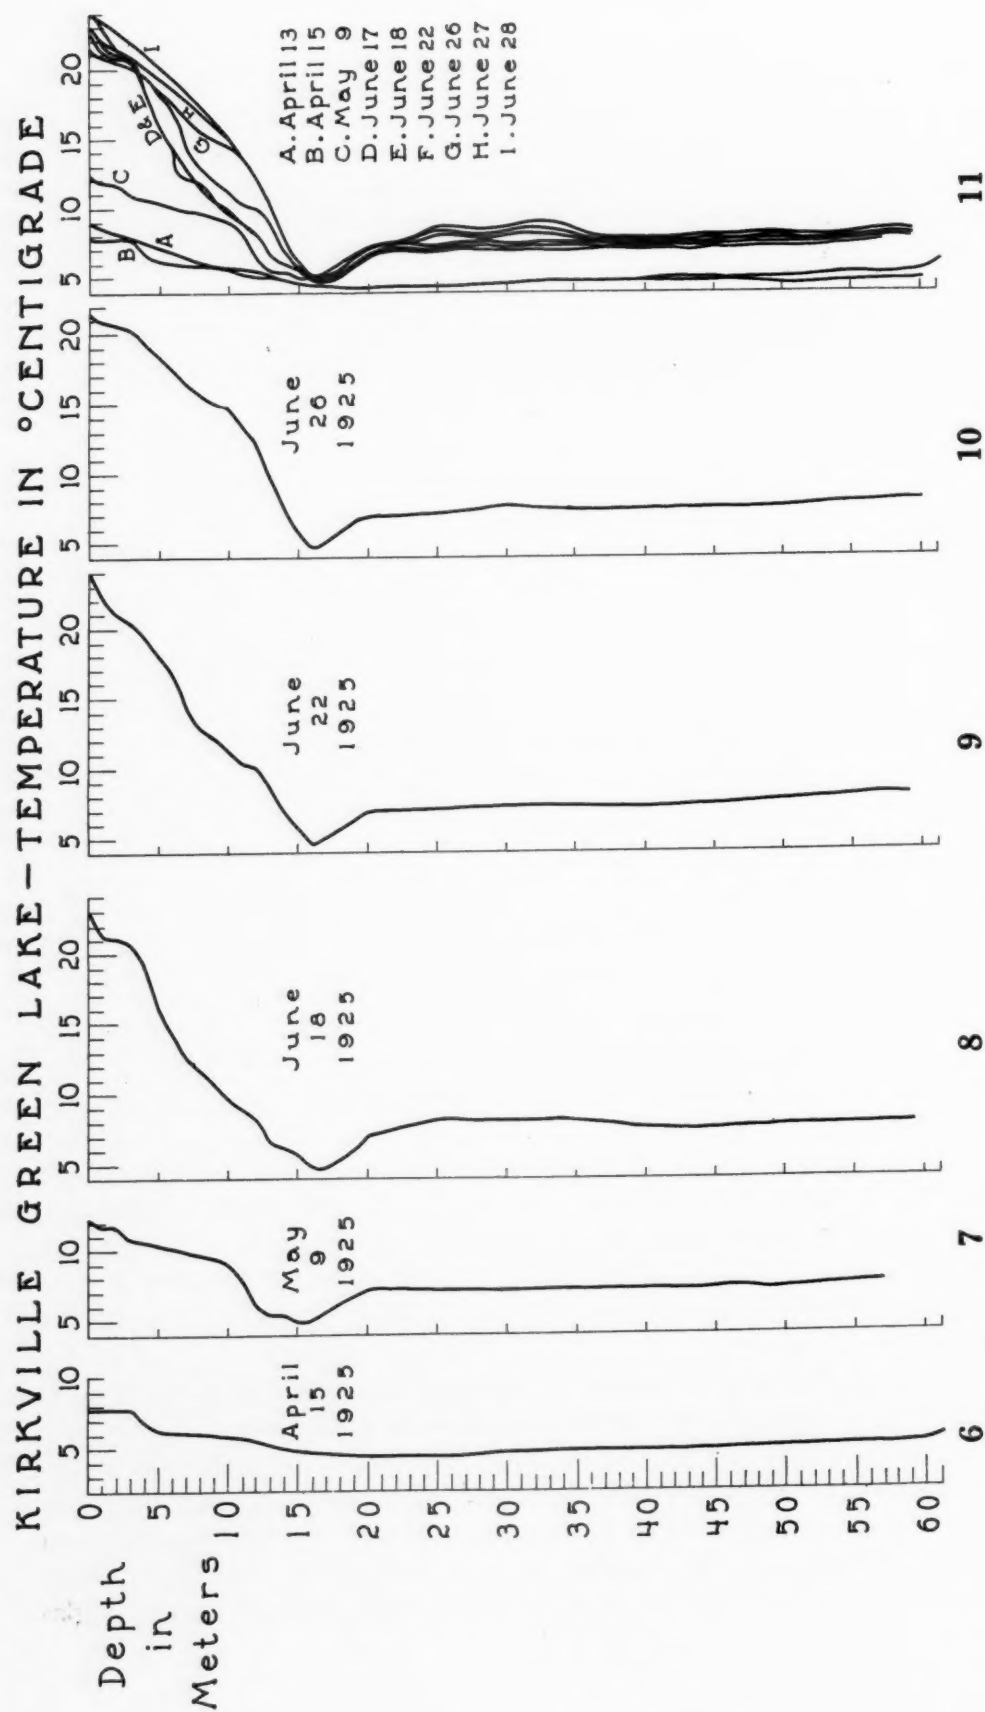 KIRKVILLE GREEN LAKE—TEMPERATURE IN °CENTIGRADE
Depth
in
Meters
0
5
10
15
20
25
30
35
40
45
50
55
60
5 10
April
15
1925
6
5 10
May
9
1925
7
5 10 15 20
June
18
1925
8
5 10 15 20
June
22
1925
9
5 10 15 20
June
26
1925
10
5 10 15 20
B
A
C
D&E
G
H
I
A. April 13
B. April 15
C. May 9
D. June 17
E. June 18
F. June 22
G. June 26
H. June 27
I. June 28
11